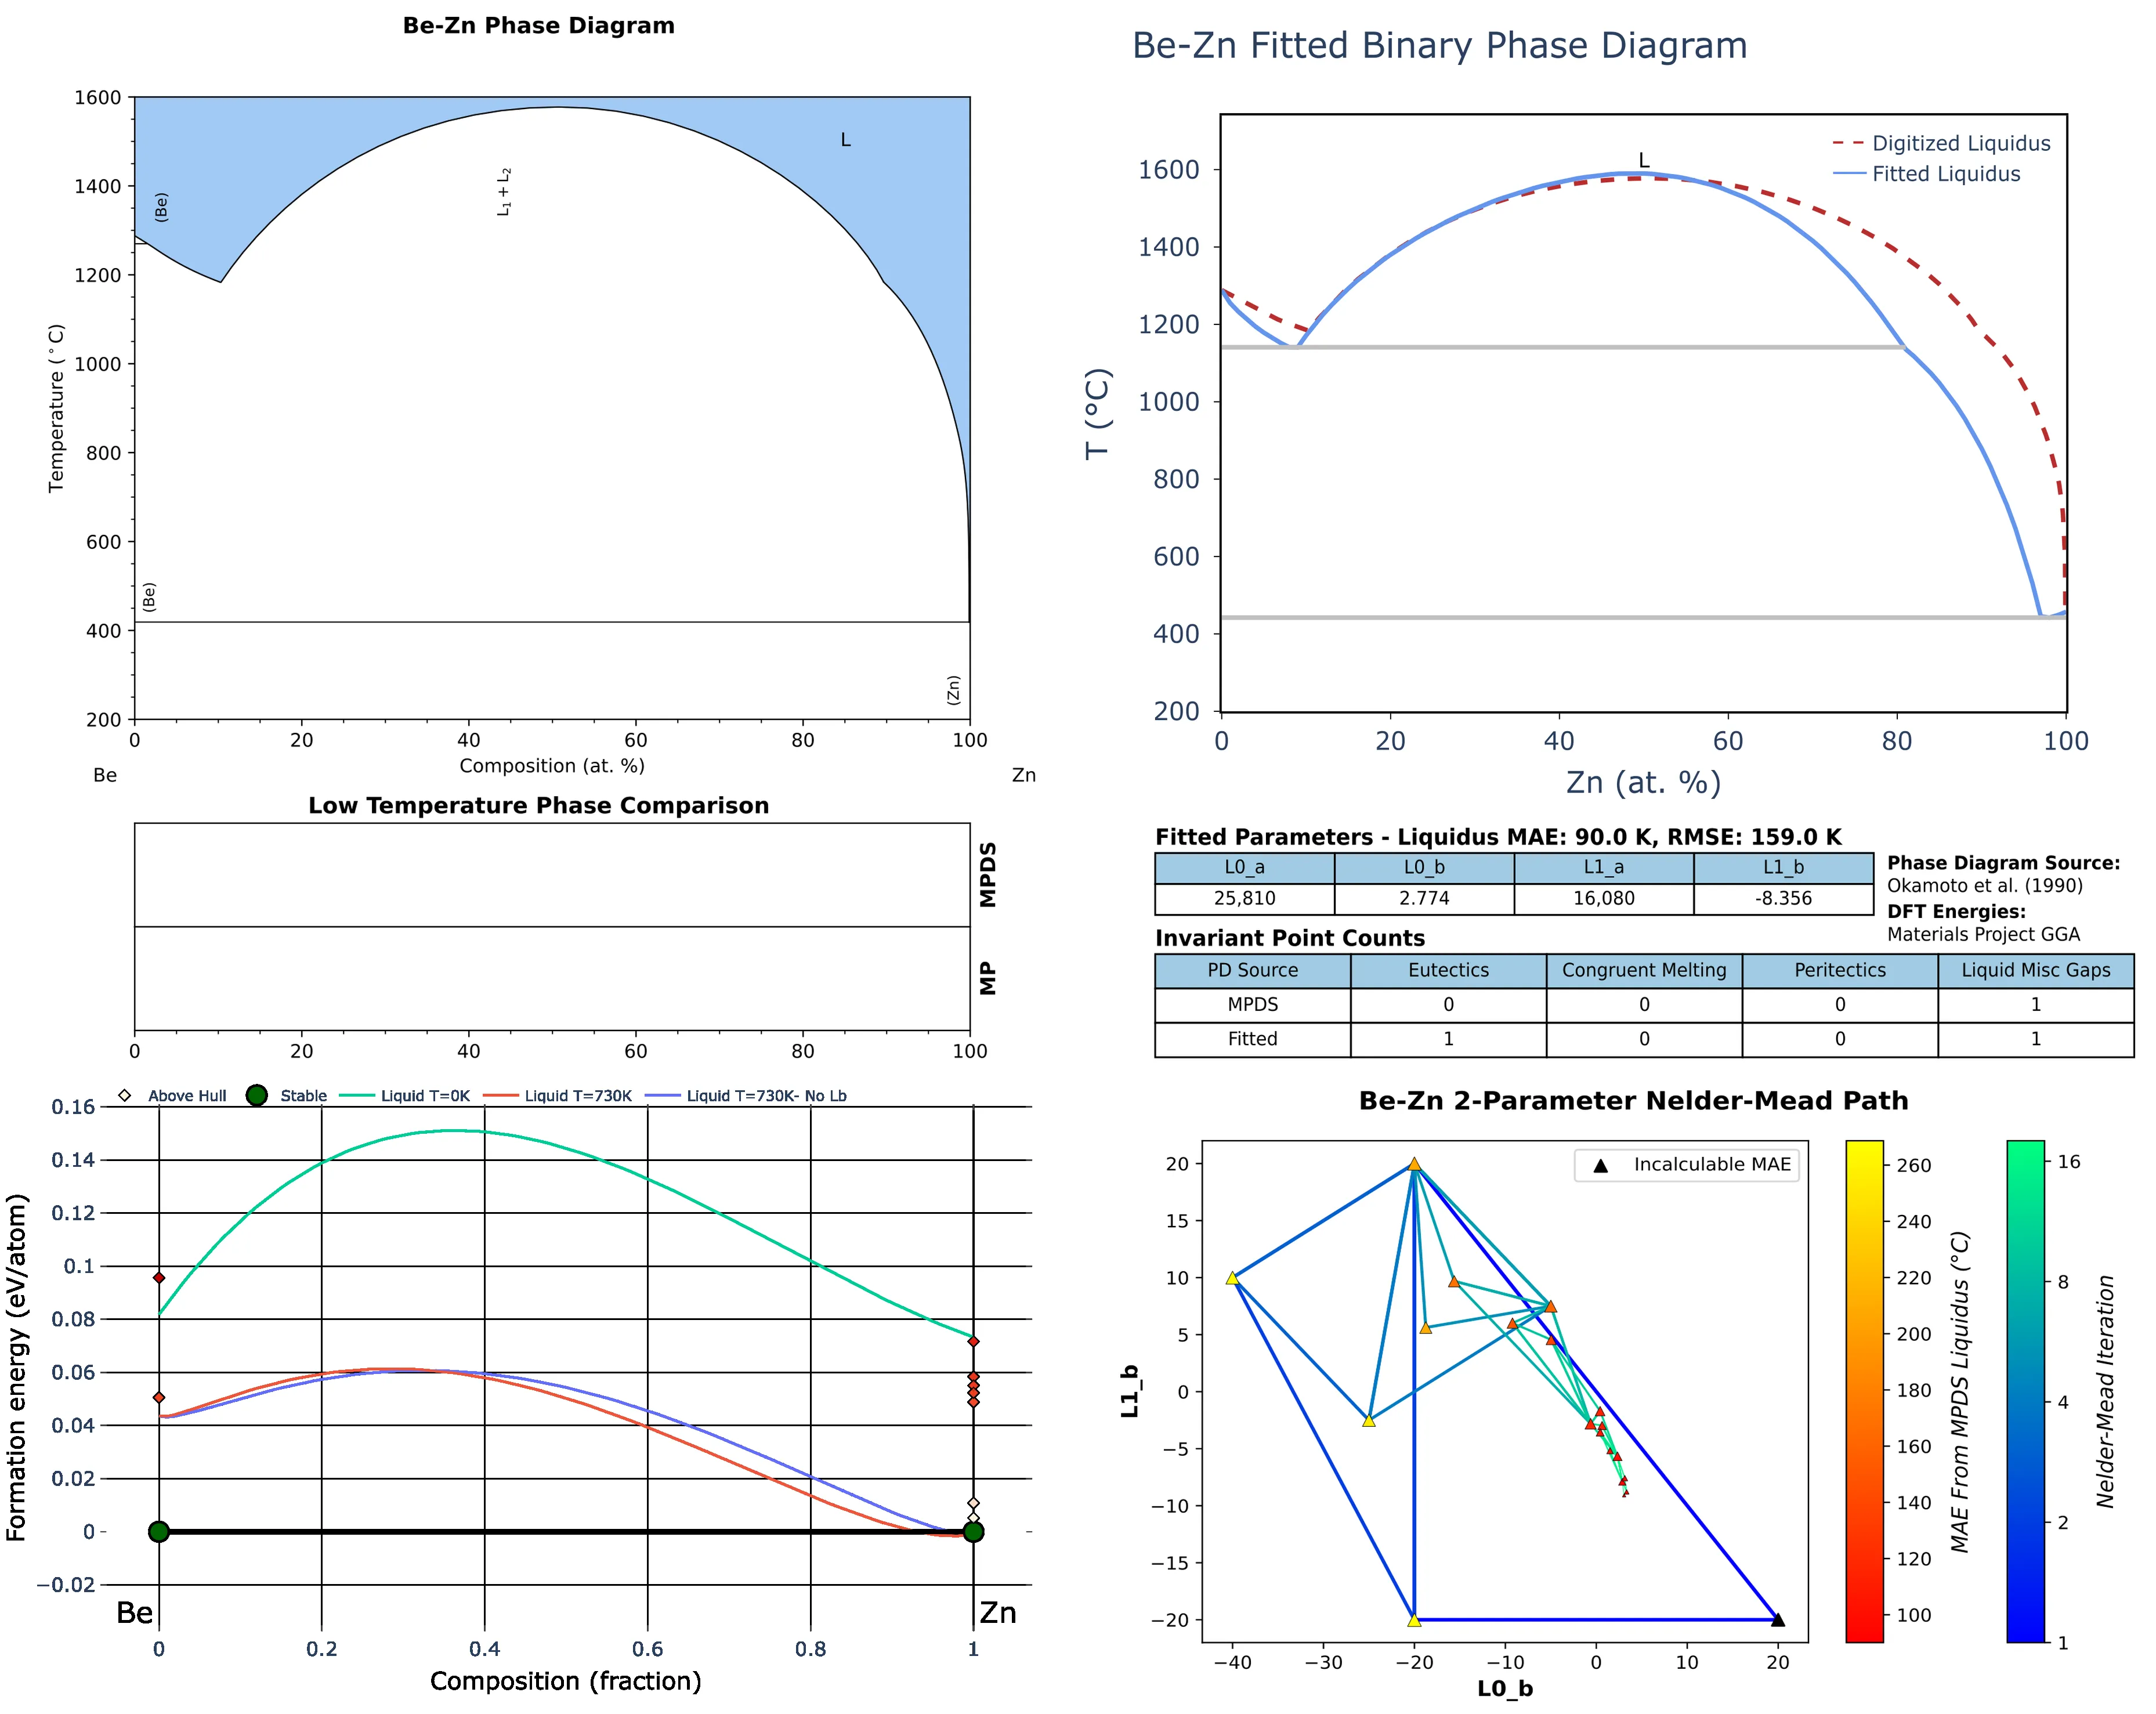 Be-Zn Phase Diagram
1600
1400
1200
1000
800
600
400
200
Temperature (°C)
(Be)
L₁ + L₂
L
(Be)
(Zn)
0 20 40 60 80 100
Composition (at. %)
Be Zn
Low Temperature Phase Comparison
MPDS
MP
0 20 40 60 80 100
Be-Zn Fitted Binary Phase Diagram
Digitized Liquidus
Fitted Liquidus
L
1600
1400
1200
1000
800
600
400
200
T (°C)
0 20 40 60 80 100
Zn (at. %)
Fitted Parameters - Liquidus MAE: 90.0 K, RMSE: 159.0 K
L0_a L0_b L1_a L1_b
25,810 2.774 16,080 -8.356
Phase Diagram Source:
Okamoto et al. (1990)
DFT Energies:
Materials Project GGA
Invariant Point Counts
PD Source Eutectics Congruent Melting Peritectics Liquid Misc Gaps
MPDS 0 0 0 1
Fitted 1 0 0 1
Above Hull Stable Liquid T=0K Liquid T=730K Liquid T=730K- No Lb
0.16
0.14
0.12
0.1
0.08
0.06
0.04
0.02
0
−0.02
Formation energy (eV/atom)
Be Zn
0 0.2 0.4 0.6 0.8 1
Composition (fraction)
Be-Zn 2-Parameter Nelder-Mead Path
Incalculable MAE
20
15
10
5
0
−5
−10
−15
−20
L1_b
−40 −30 −20 −10 0 10 20
L0_b
260
240
220
200
180
160
140
120
100
MAE From MPDS Liquidus (°C)
16
8
4
2
1
Nelder-Mead Iteration